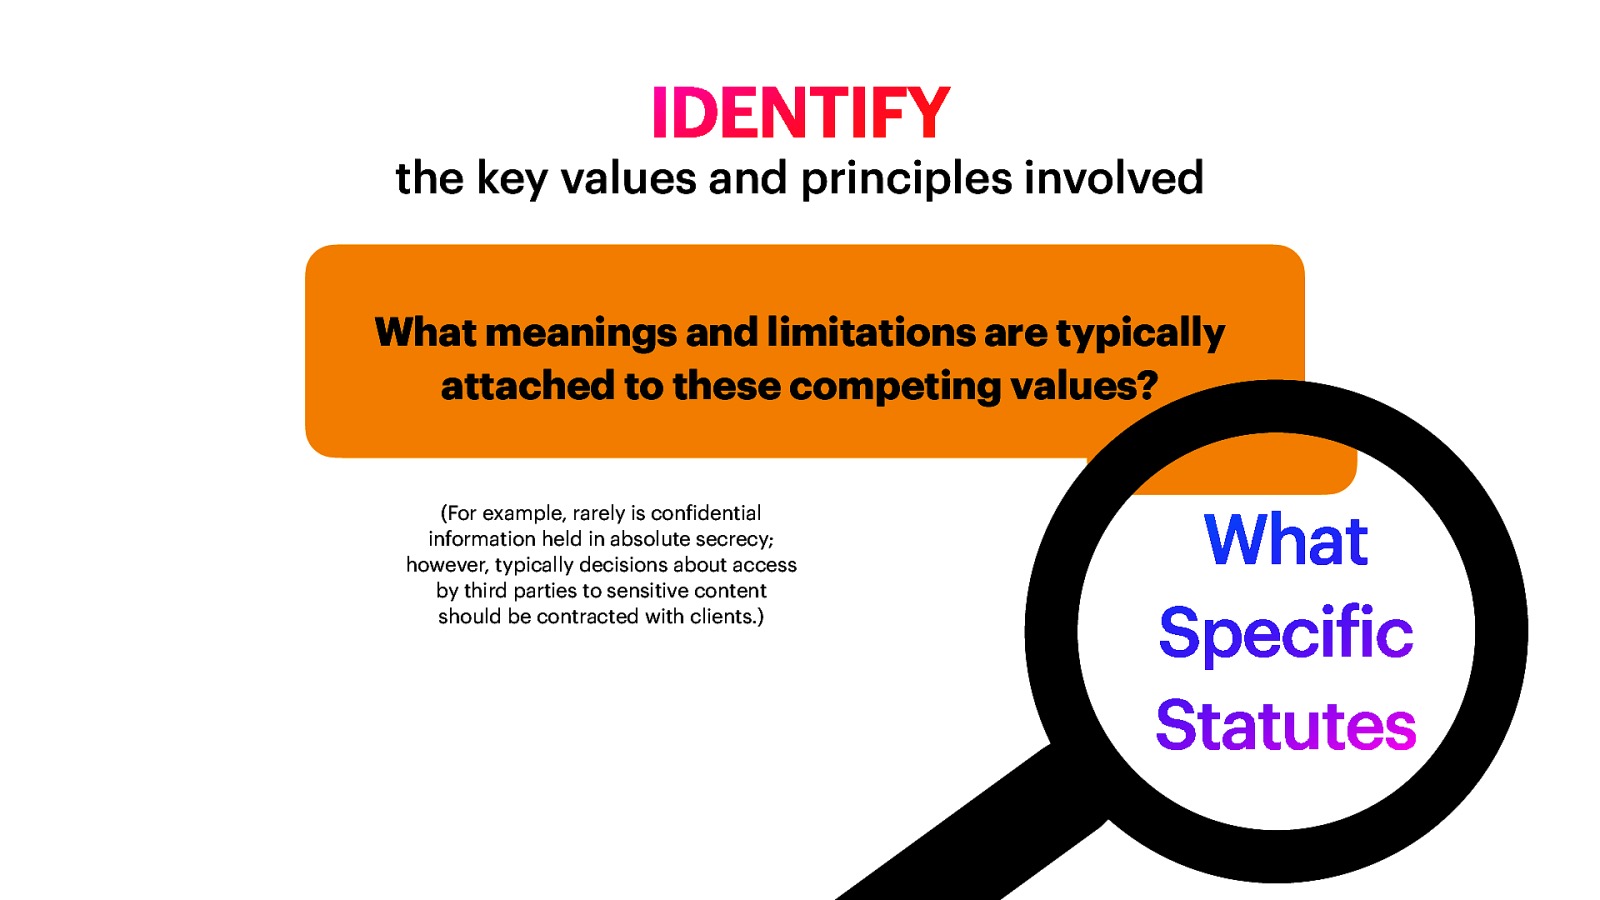 IDENTIFY
the key values and principles involved
What meanings and limitations are typically
attached to these competing values?
(For example, rarely is confidential
information held in absolute secrecy;
however, typically decisions about access
by third parties to sensitive content
should be contracted with clients.)
What
Specific
Statutes